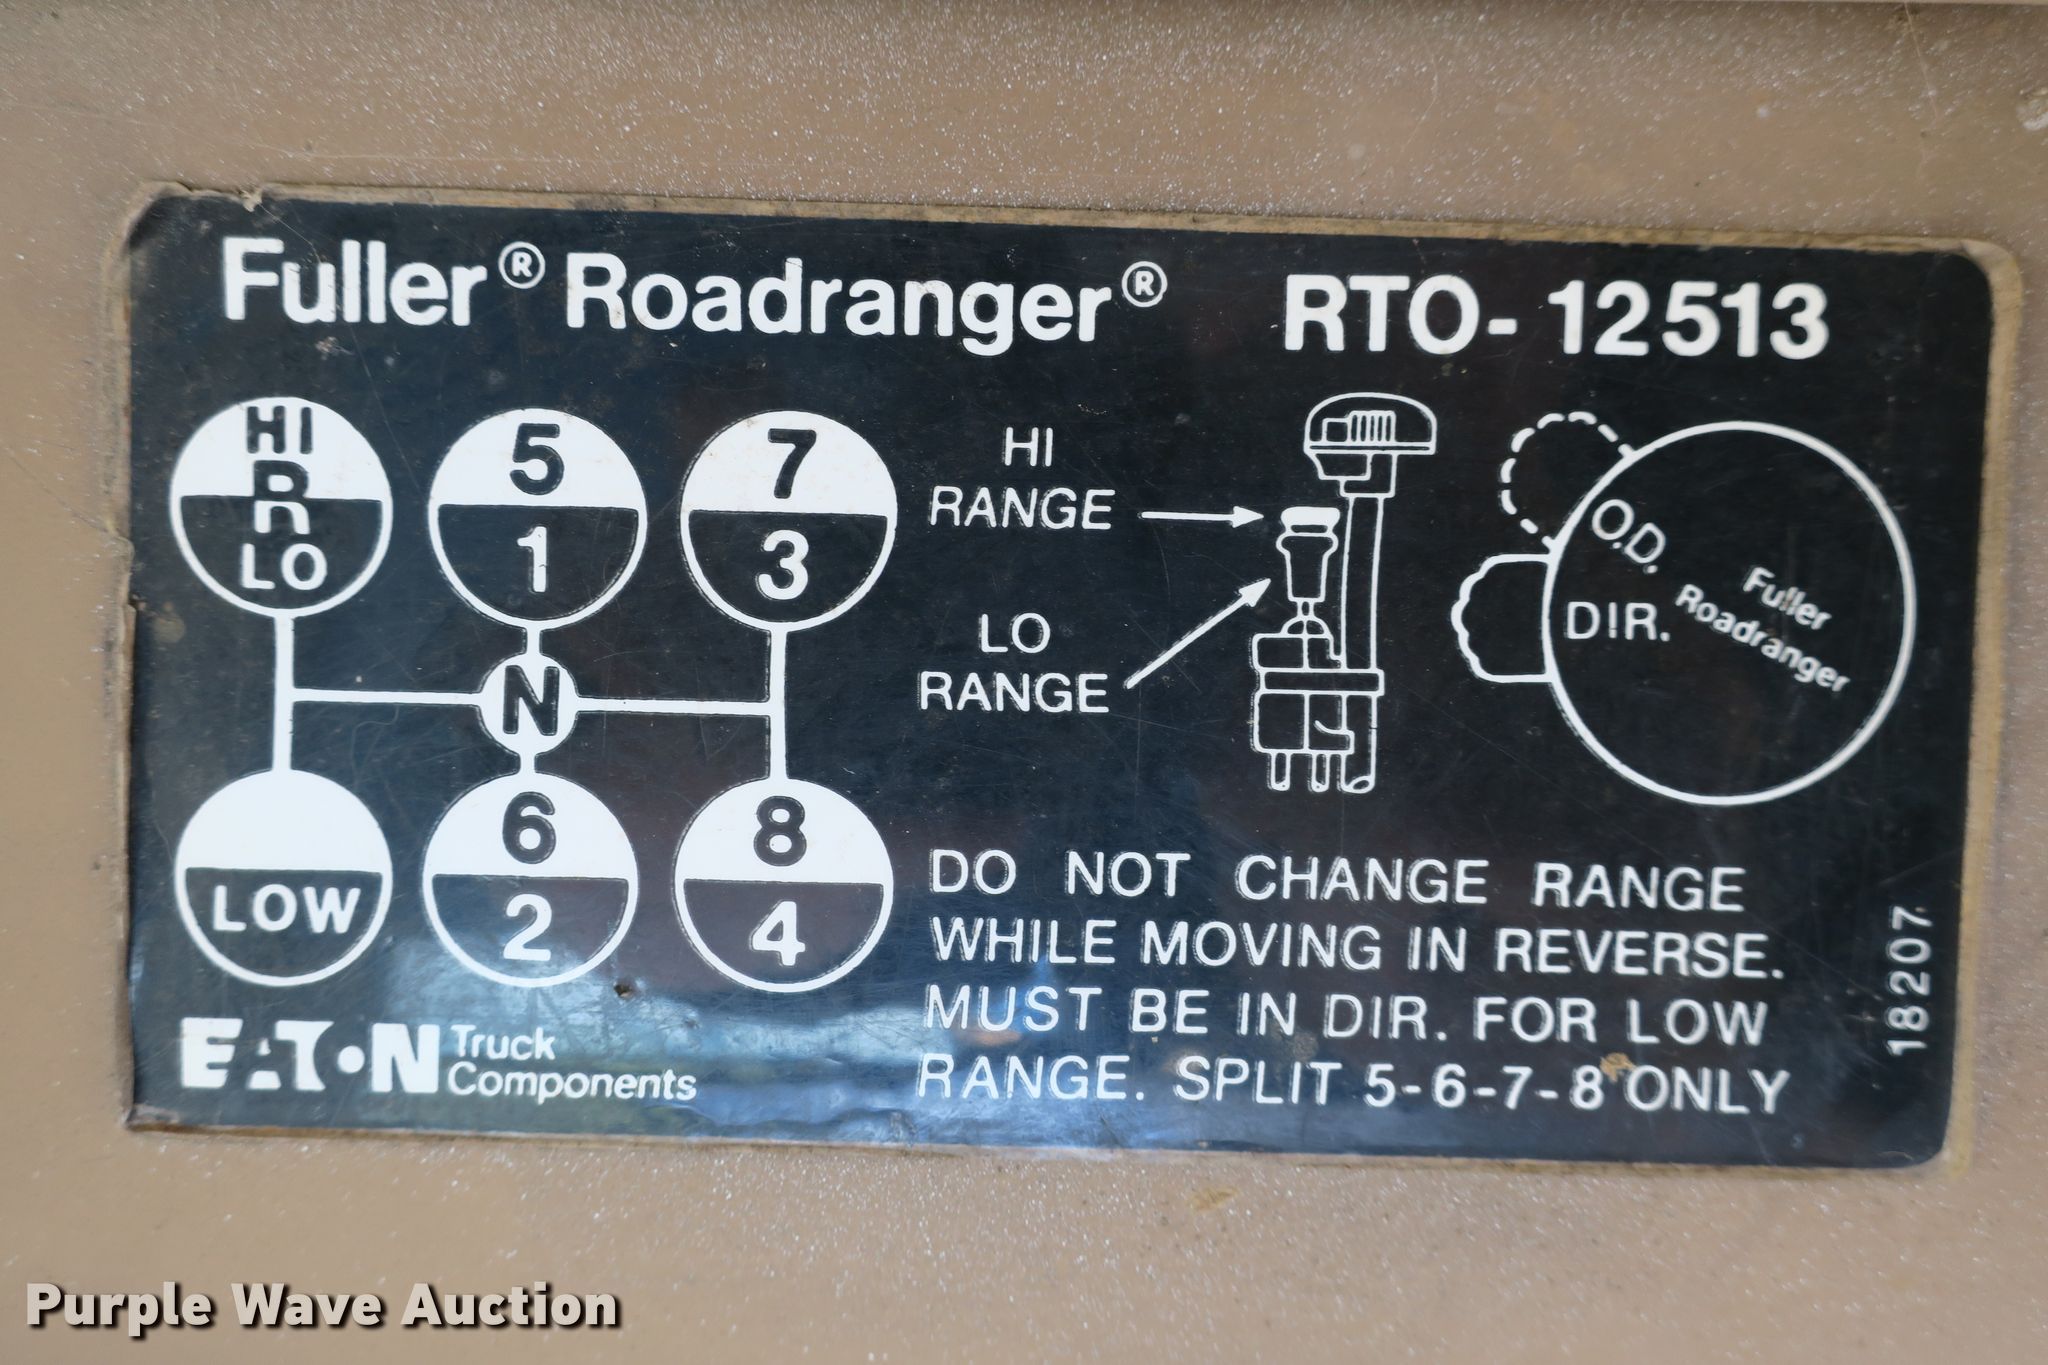 Fuller® Roadranger® RTO-12513
HI
R
LO
5
1
7
3
N
LOW
6
2
8
4
HI
RANGE
LO
RANGE
O.D.
DIR.
Fuller
Roadranger
DO NOT CHANGE RANGE
WHILE MOVING IN REVERSE.
MUST BE IN DIR. FOR LOW
RANGE. SPLIT 5-6-7-8 ONLY
18207
EATON Truck
Components
Purple Wave Auction